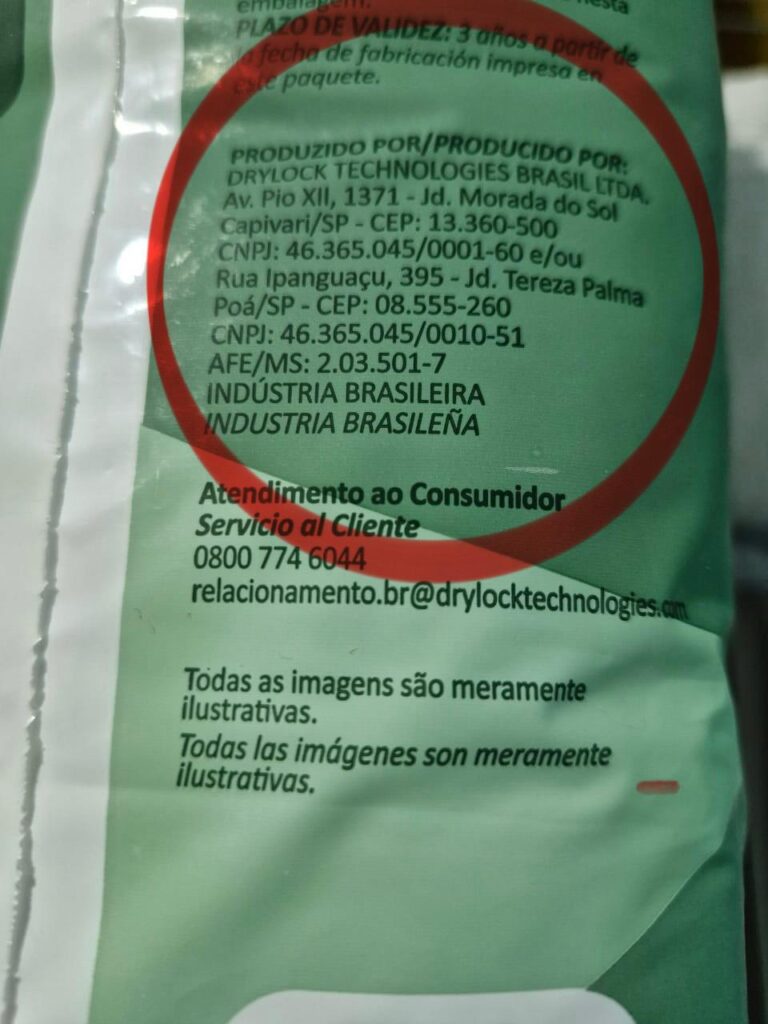 embalagem.
PLAZO DE VALIDEZ: 3 años a partir de
la fecha de fabricación impresa en
este paquete.
PRODUZIDO POR/PRODUCIDO POR:
DRYLOCK TECHNOLOGIES BRASIL LTDA.
Av. Pio XII, 1371 - Jd. Morada do Sol
Capivari/SP - CEP: 13.360-500
CNPJ: 46.365.045/0001-60 e/ou
Rua Ipanguaçu, 395 - Jd. Tereza Palma
Poá/SP - CEP: 08.555-260
CNPJ: 46.365.045/0010-51
AFE/MS: 2.03.501-7
INDÚSTRIA BRASILEIRA
INDUSTRIA BRASILEÑA
Atendimento ao Consumidor
Servicio al Cliente
0800 774 6044
relacionamento.br@drylocktechnologies.com
Todas as imagens são meramente
ilustrativas.
Todas las imágenes son meramente
ilustrativas.